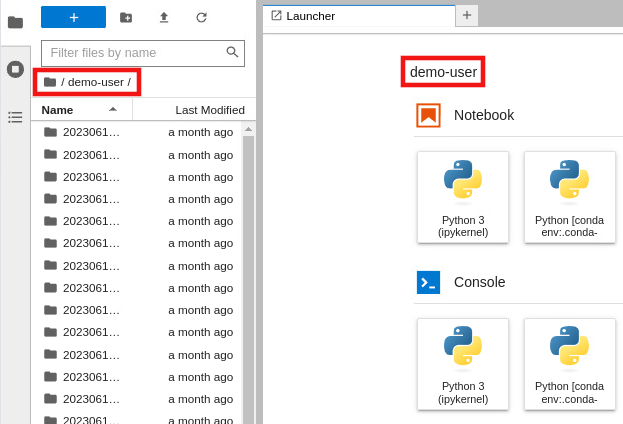 +
Filter files by name
/ demo-user /
Name
Last Modified
2023061… a month ago
2023061… a month ago
2023061… a month ago
2023061… a month ago
2023061… a month ago
2023061… a month ago
2023061… a month ago
2023061… a month ago
2023061… a month ago
2023061… a month ago
2023061… a month ago
2023061… a month ago
2023061… a month ago
2023061… a month ago
Launcher
+
demo-user
Notebook
Python 3
(ipykernel)
Python [conda
env:.conda-
Console
Python 3
(ipykernel)
Python [conda
env:.conda-